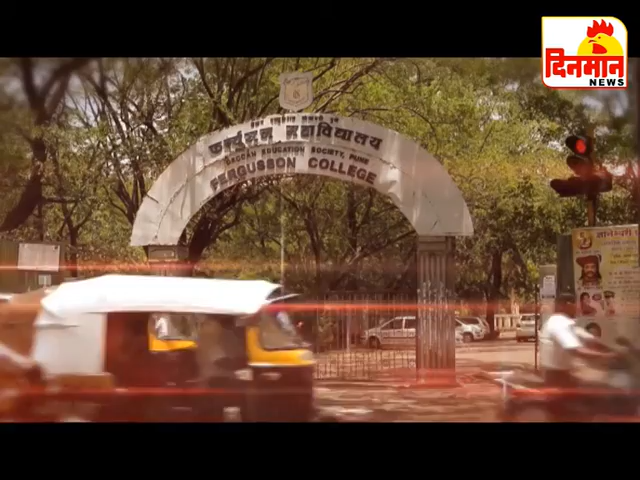 दिनमान
NEWS
फर्ग्युसन महाविद्यालय
DECCAN EDUCATION SOCIETY, PUNE
FERGUSSON COLLEGE